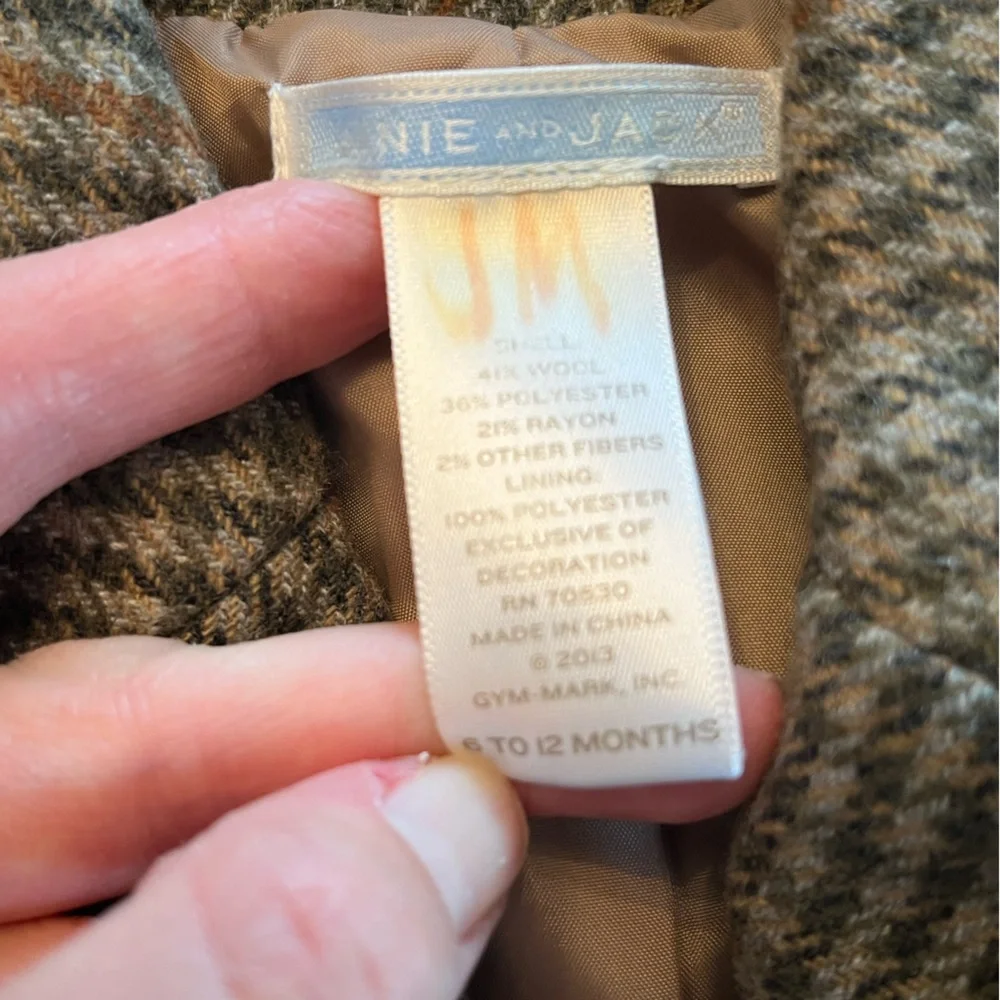 NIE AND JACK™
JM
SHELL:
41% WOOL
36% POLYESTER
21% RAYON
2% OTHER FIBERS
LINING:
100% POLYESTER
EXCLUSIVE OF
DECORATION
RN 70530
MADE IN CHINA
© 2013
GYM-MARK, INC.
6 TO 12 MONTHS